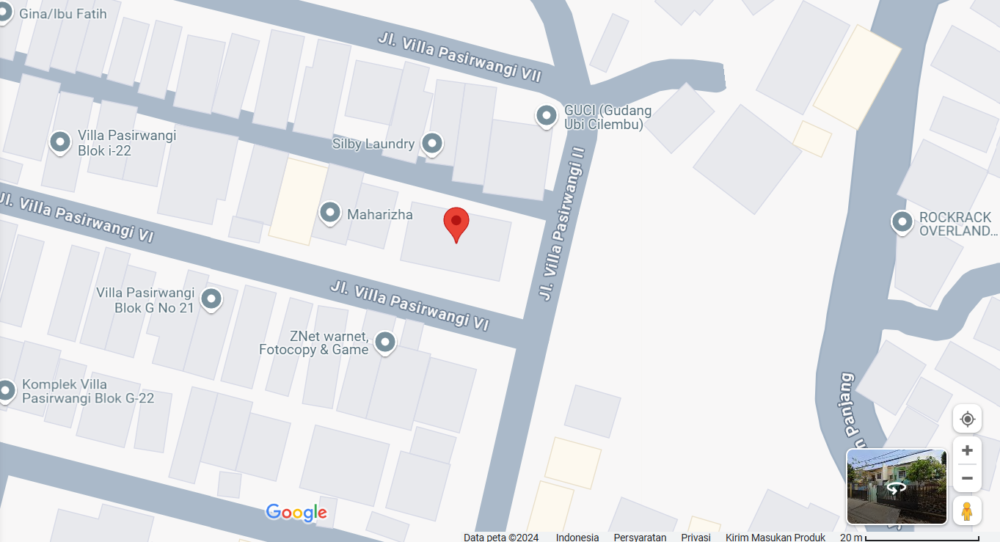 Gina/Ibu Fatih
Jl. Villa Pasirwangi VII
GUCI (Gudang
Ubi Cilembu)
Villa Pasirwangi
Blok i-22
Silby Laundry
Jl. Villa Pasirwangi II
Jl. Villa Pasirwangi VI
Maharizha
ROCKRACK
OVERLAND...
Villa Pasirwangi
Blok G No 21
Jl. Villa Pasirwangi VI
ZNet warnet,
Fotocopy & Game
Komplek Villa
Pasirwangi Blok G-22
Panjang
Google
Data peta ©2024 Indonesia Persyaratan Privasi Kirim Masukan Produk 20 m